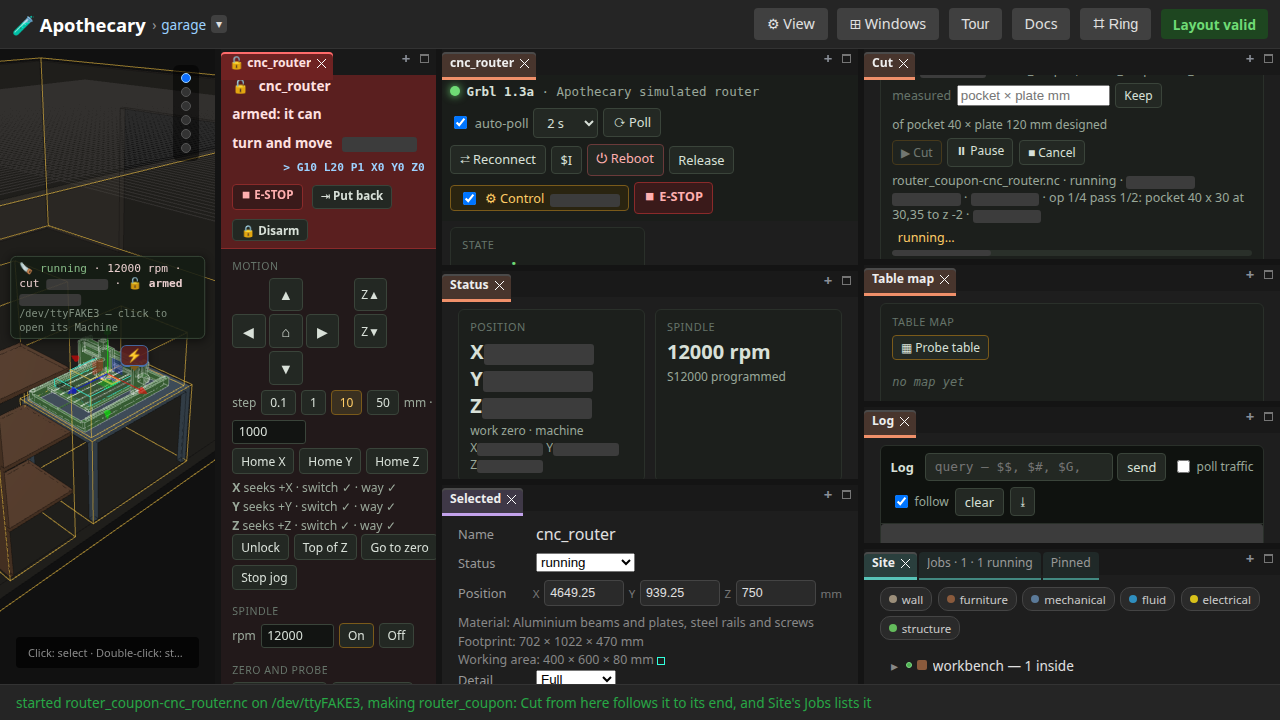 🧪 Apothecary › garage ▾
⚙ View
⊞ Windows
Tour
Docs
⌗ Ring
Layout valid
🪶 running · 12000 rpm ·
cut · 🔓 armed
/dev/ttyFAKE3 — click to
open its Machine
⚡
Click: select · Double-click: st…
🔓 cnc_router
🔓 cnc_router
armed: it can
turn and move
> G10 L20 P1 X0 Y0 Z0
■ E-STOP
⇥ Put back
🔒 Disarm
MOTION
▲ Z▲
◀ ⌂ ▶ Z▼
▼
step 0.1 1 10 50 mm ·
1000
Home X Home Y Home Z
X seeks +X · switch ✓ · way ✓
Y seeks +Y · switch ✓ · way ✓
Z seeks +Z · switch ✓ · way ✓
Unlock Top of Z Go to zero
Stop jog
SPINDLE
rpm 12000 On Off
ZERO AND PROBE
cnc_router
Grbl 1.3a · Apothecary simulated router
auto-poll 2 s ⟳ Poll
⇄ Reconnect $I ⏻ Reboot Release
⚙ Control ■ E-STOP
STATE
Status
POSITION
X
Y
Z
work zero · machine
X Y
Z
SPINDLE
12000 rpm
S12000 programmed
Selected
Name cnc_router
Status running
Position X 4649.25 Y 939.25 Z 750 mm
Material: Aluminium beams and plates, steel rails and screws
Footprint: 702 × 1022 × 470 mm
Working area: 400 × 600 × 80 mm
Detail Full
Cut
measured pocket × plate mm Keep
of pocket 40 × plate 120 mm designed
▶ Cut ⏸ Pause ■ Cancel
router_coupon-cnc_router.nc · running ·
· · op 1/4 pass 1/2: pocket 40 x 30 at
30,35 to z -2 ·
running…
Table map
TABLE MAP
▦ Probe table
no map yet
Log
Log query — $$, $#, $G, send poll traffic
follow clear ⭳
Site Jobs · 1 · 1 running Pinned
wall furniture mechanical fluid electrical
structure
▸ workbench — 1 inside
started router_coupon-cnc_router.nc on /dev/ttyFAKE3, making router_coupon: Cut from here follows it to its end, and Site's Jobs lists it